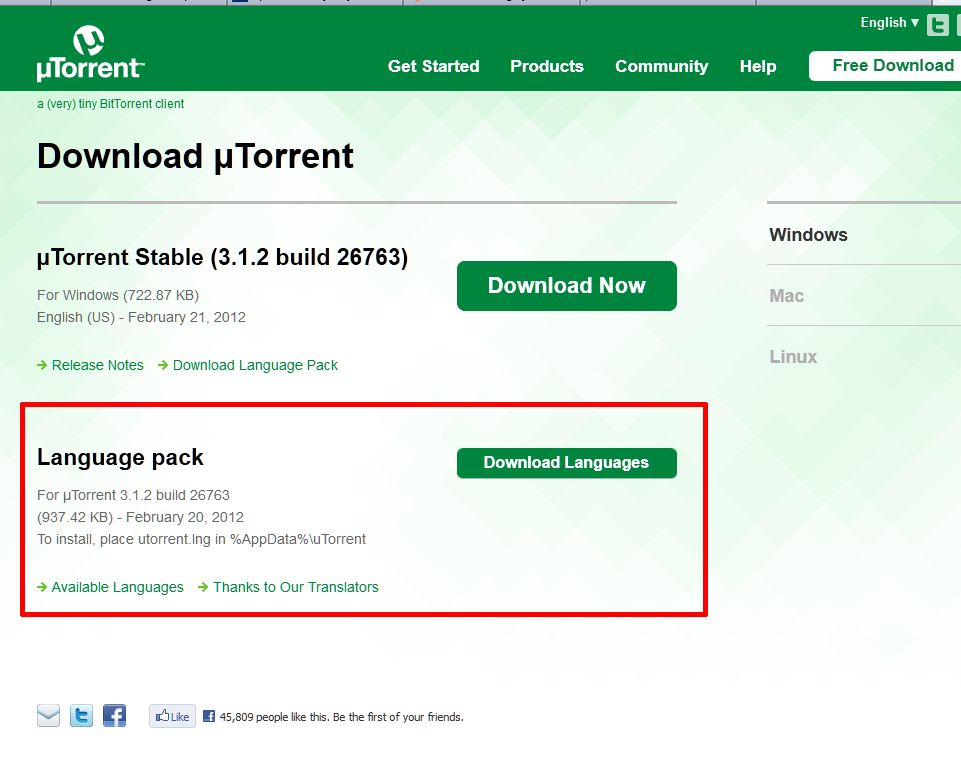 English ▼
µTorrent™
Get Started Products Community Help Free Download
a (very) tiny BitTorrent client
Download µTorrent
µTorrent Stable (3.1.2 build 26763)
Download Now
For Windows (722.87 KB)
English (US) - February 21, 2012
Release Notes Download Language Pack
Windows
Mac
Linux
Language pack
Download Languages
For µTorrent 3.1.2 build 26763
(937.42 KB) - February 20, 2012
To install, place utorrent.lng in %AppData%\uTorrent
Available Languages Thanks to Our Translators
Like 45,809 people like this. Be the first of your friends.